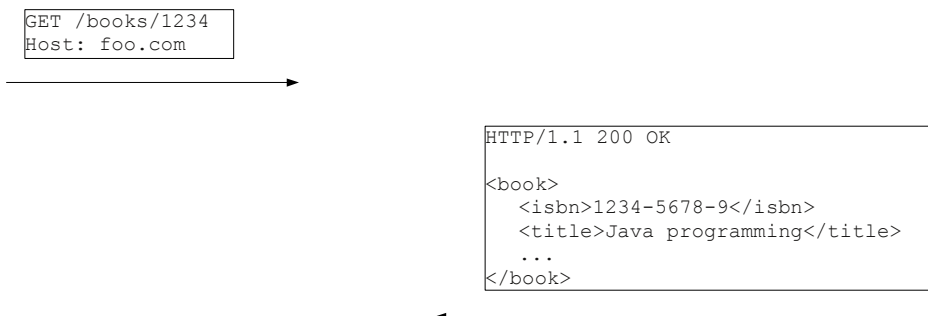 GET /books/1234
Host: foo.com
HTTP/1.1 200 OK
<book>
<isbn>1234-5678-9</isbn>
<title>Java programming</title>
...
</book>